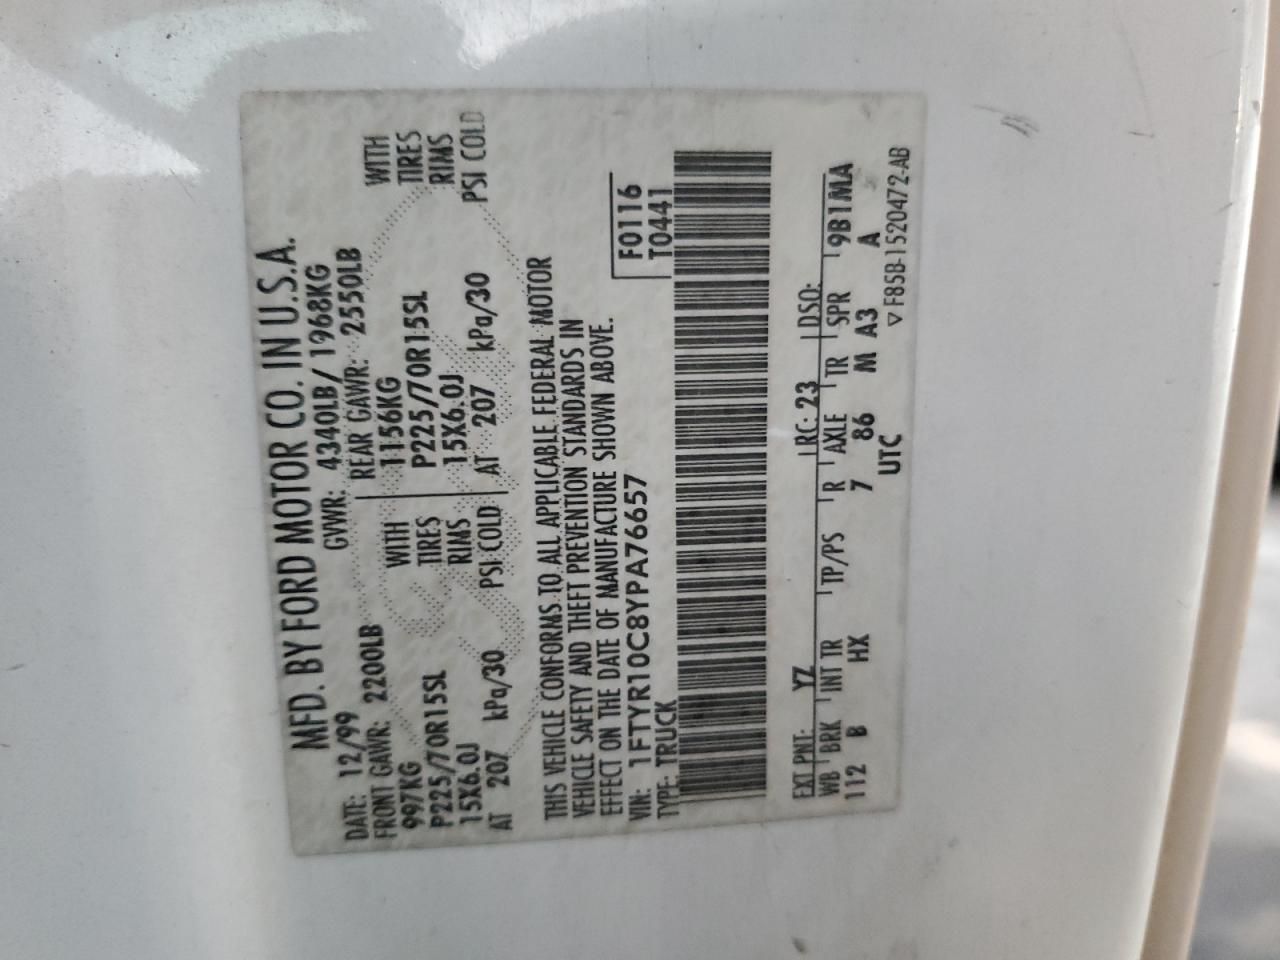 MFD. BY FORD MOTOR CO. IN U.S.A.
DATE: 12/99 GVWR: 4340LB/ 1968KG
FRONT GAWR: 2200LB REAR GAWR: 2550LB
997KG WITH 1156KG WITH
P225/70R15SL TIRES P225/70R15SL TIRES
15X6.0J RIMS 15X6.0J RIMS
AT 207 kPa/30 PSI COLD AT 207 kPa/30 PSI COLD
THIS VEHICLE CONFORMS TO ALL APPLICABLE FEDERAL MOTOR
VEHICLE SAFETY AND THEFT PREVENTION STANDARDS IN
EFFECT ON THE DATE OF MANUFACTURE SHOWN ABOVE.
VIN: 1FTYR10C8YPA76657 F0116
TYPE: TRUCK T0441
EXT PNT: YZ RC: 23 DSO:
WB BRK INT TR TP/PS R AXLE TR SPR 9B1MA
112 B HX 7 86 M A3 A
UTC ▽ F85B-1520472-AB